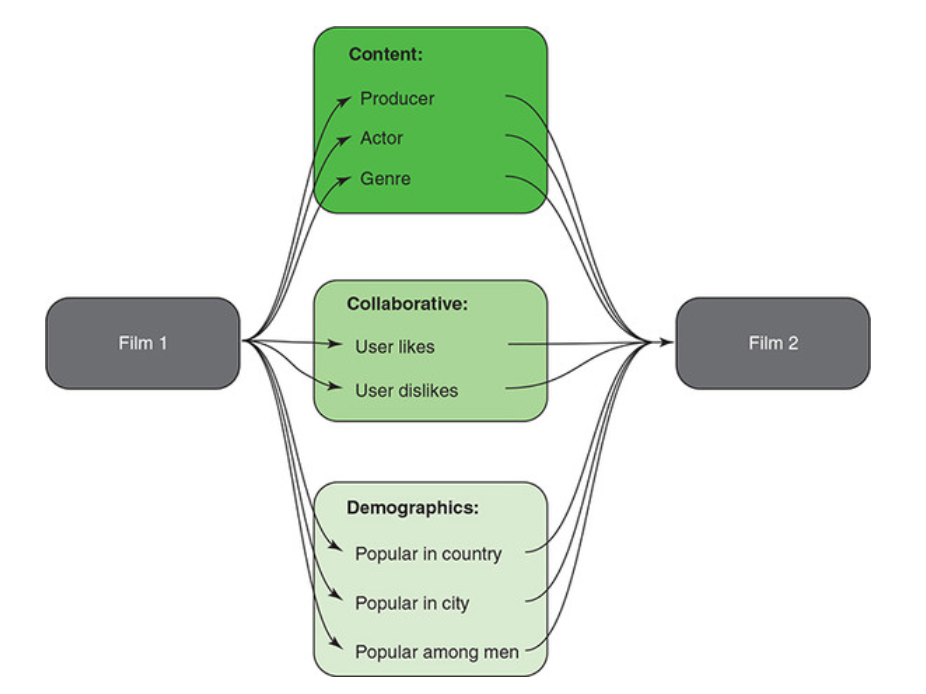 Content:
Producer
Actor
Genre
Film 1
Collaborative:
User likes
User dislikes
Film 2
Demographics:
Popular in country
Popular in city
Popular among men